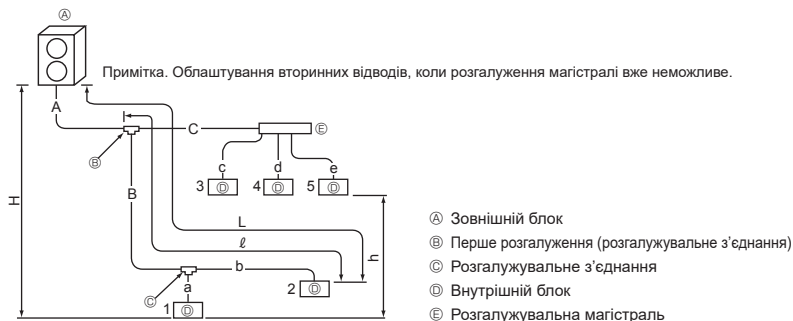 Ⓐ
Примітка. Облаштування вторинних відводів, коли розгалуження магістралі вже неможливе.
A
C
Ⓔ
Ⓑ
c
d
e
3 Ⓓ
4 Ⓓ
5 Ⓓ
B
H
L
ℓ
h
b
a
Ⓒ
1 Ⓓ
2 Ⓓ
Ⓐ Зовнішній блок
Ⓑ Перше розгалуження (розгалужувальне з’єднання)
Ⓒ Розгалужувальне з’єднання
Ⓓ Внутрішній блок
Ⓔ Розгалужувальна магістраль